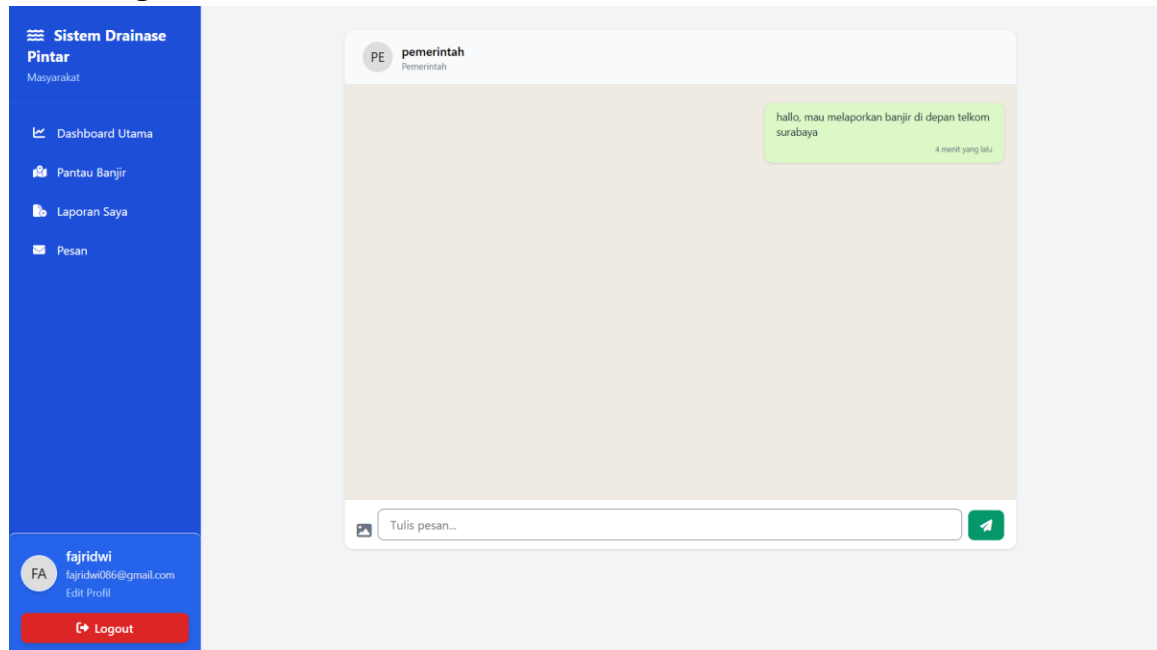 Sistem Drainase
Pintar
Masyarakat
Dashboard Utama
Pantau Banjir
Laporan Saya
Pesan
fajridwi
FA
fajridwi086@gmail.com
Edit Profil
Logout
PE
pemerintah
Pemerintah
hallo, mau melaporkan banjir di depan telkom
surabaya
4 menit yang lalu
Tulis pesan...